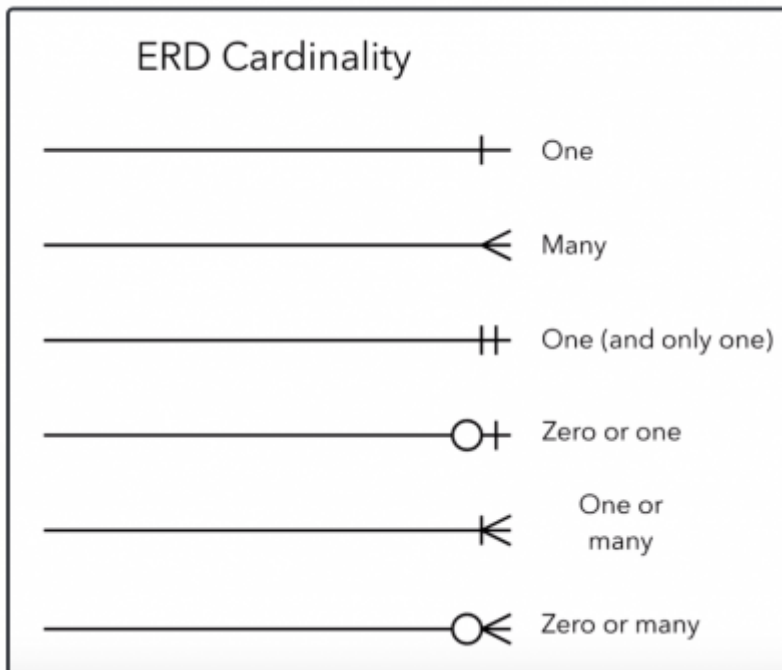 ERD Cardinality
One
Many
One (and only one)
Zero or one
One or
many
Zero or many